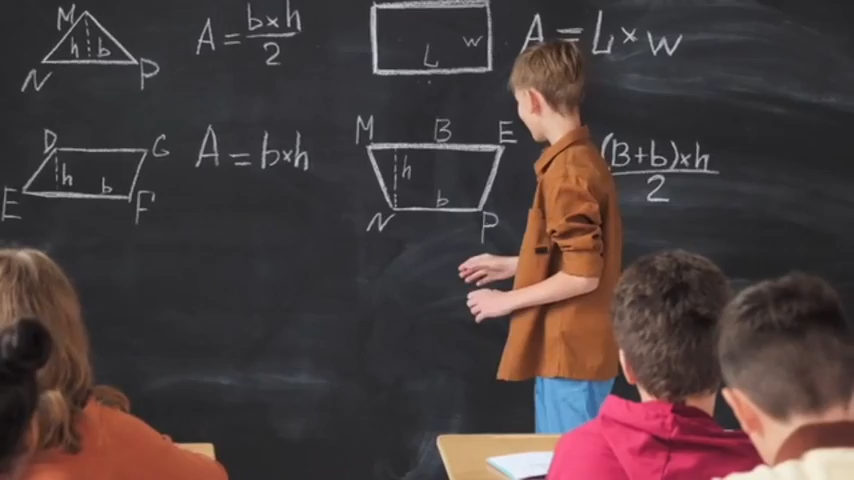 M
h b
N P
A = b×h / 2
L W
A = L×W
D G
h b
E F
A = b×h
M B E
h
b
N P
(B+b)×h / 2